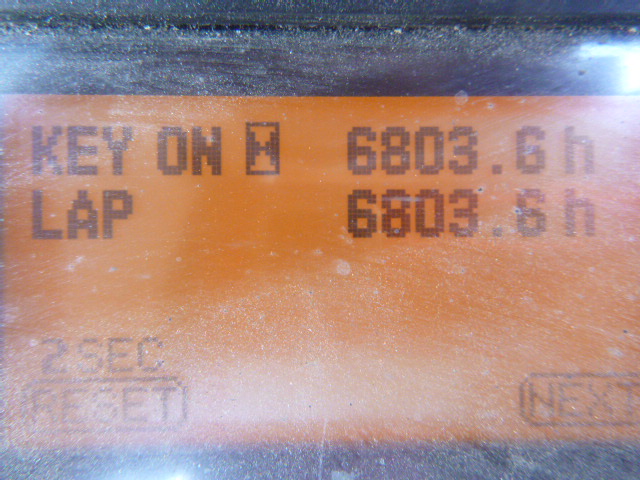 KEY ON 6803.6 h
LAP 6803.6 h
2SEC
RESET NEXT